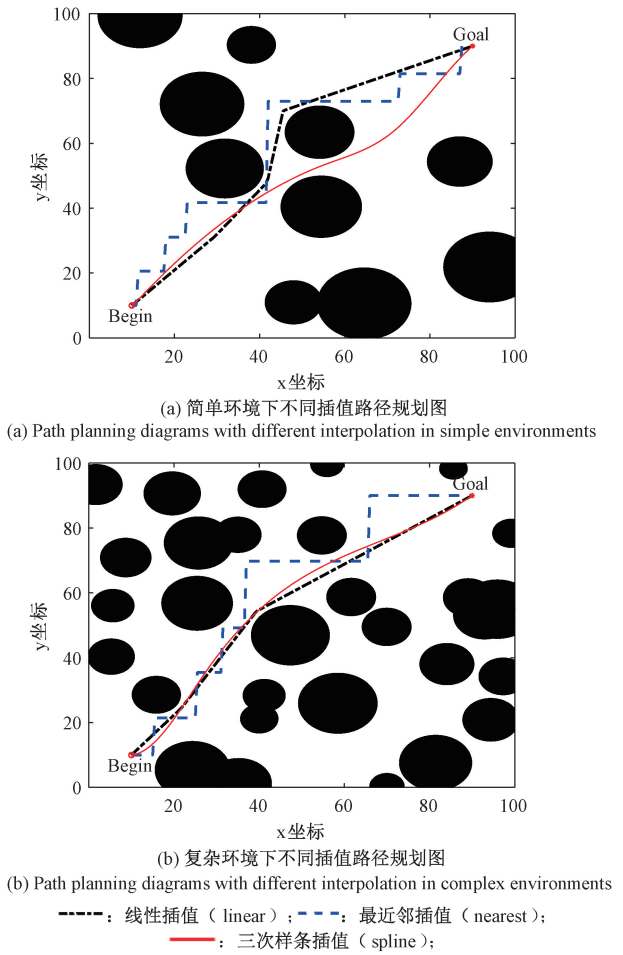 100
Goal
80
60
y坐标
40
20
Begin
0
20
40
60
80
100
x坐标
(a) 简单环境下不同插值路径规划图
(a) Path planning diagrams with different interpolation in simple environments
100
Goal
80
60
y坐标
40
20
Begin
0
20
40
60
80
100
x坐标
(b) 复杂环境下不同插值路径规划图
(b) Path planning diagrams with different interpolation in complex environments
：线性插值（linear）； ：最近邻插值（nearest）；
：三次样条插值（spline）；